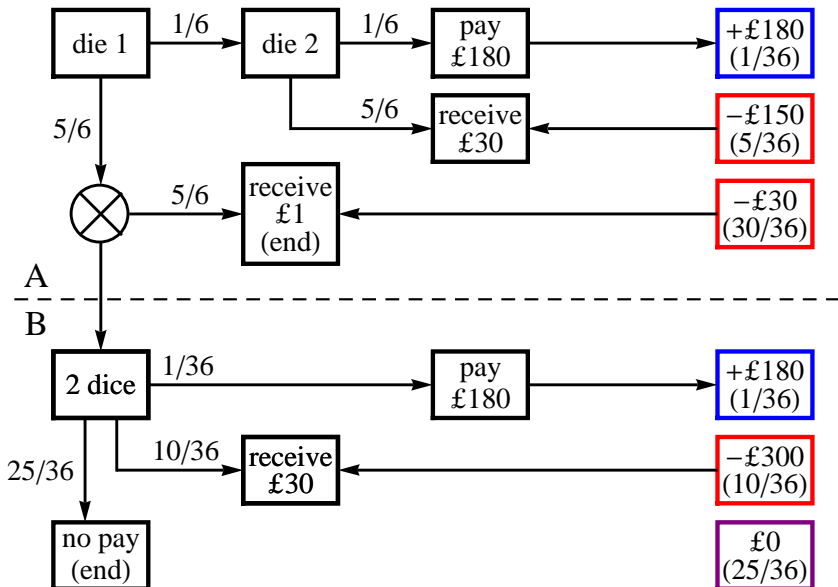 die 1
1/6
die 2
1/6
pay
£180
+£180
(1/36)
5/6
5/6
receive
£30
−£150
(5/36)
5/6
receive
£1
(end)
−£30
(30/36)
A
B
2 dice
1/36
pay
£180
+£180
(1/36)
25/36
10/36
receive
£30
−£300
(10/36)
no pay
(end)
£0
(25/36)